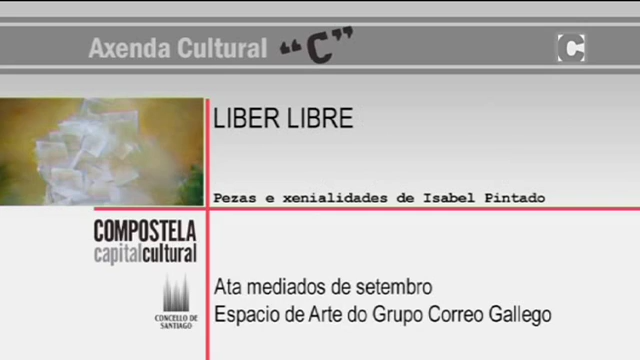 Axenda Cultural "C"
C
LIBER LIBRE
Pezas e xenialidades de Isabel Pintado
COMPOSTELA
capitalcultural
CONCELLO DE
SANTIAGO
Ata mediados de setembro
Espacio de Arte do Grupo Correo Gallego